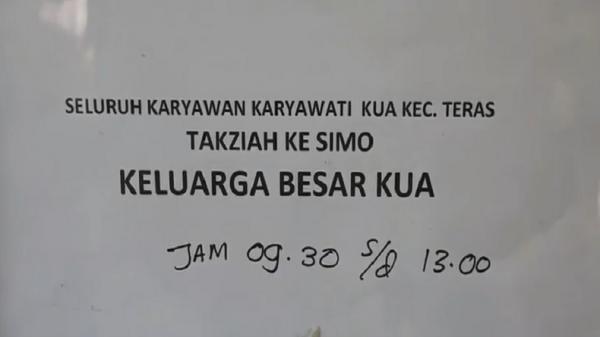 SELURUH KARYAWAN KARYAWATI KUA KEC. TERAS
TAKZIAH KE SIMO
KELUARGA BESAR KUA
JAM 09.30 s/d 13.00